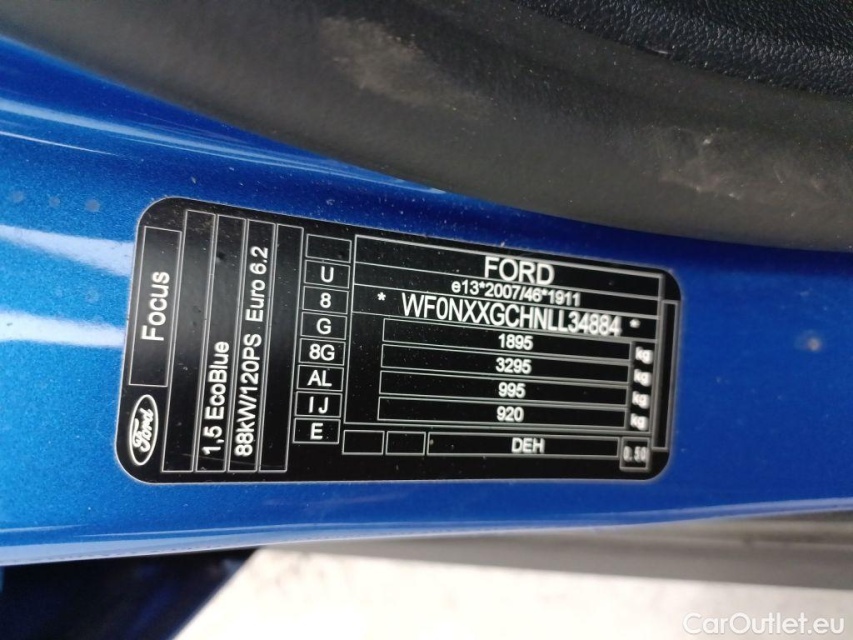 Ford
Focus
1,5 EcoBlue
88kW/120PS Euro 6.2
U
8
G
8G
AL
IJ
E
FORD
e13*2007/46*1911
* WF0NXXGCHNLL34884 *
1895 kg
3295 kg
995 kg
920 kg
DEH
0.50
CarOutlet.eu